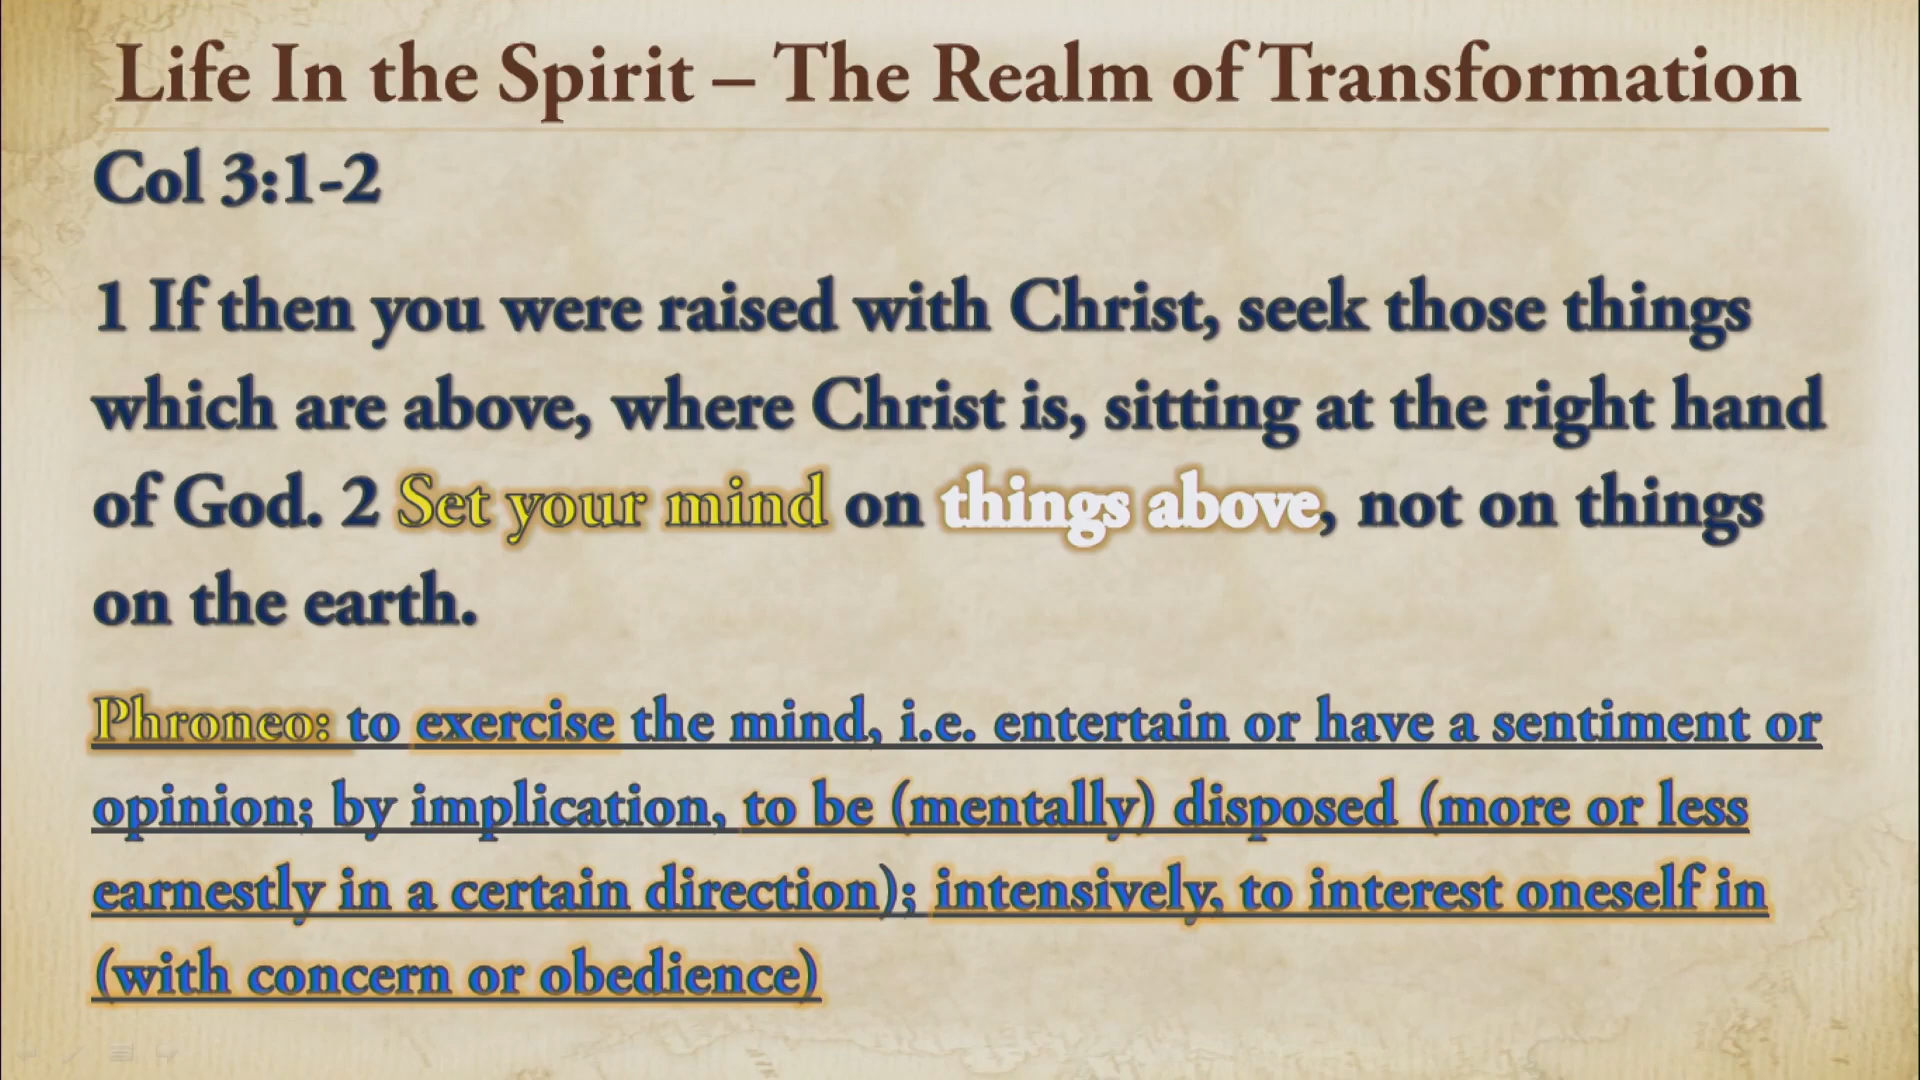 Life In the Spirit – The Realm of Transformation
Col 3:1-2
1 If then you were raised with Christ, seek those things
which are above, where Christ is, sitting at the right hand
of God. 2 Set your mind on things above, not on things
on the earth.
Phroneo: to exercise the mind, i.e. entertain or have a sentiment or
opinion; by implication, to be (mentally) disposed (more or less
earnestly in a certain direction); intensively, to interest oneself in
(with concern or obedience)